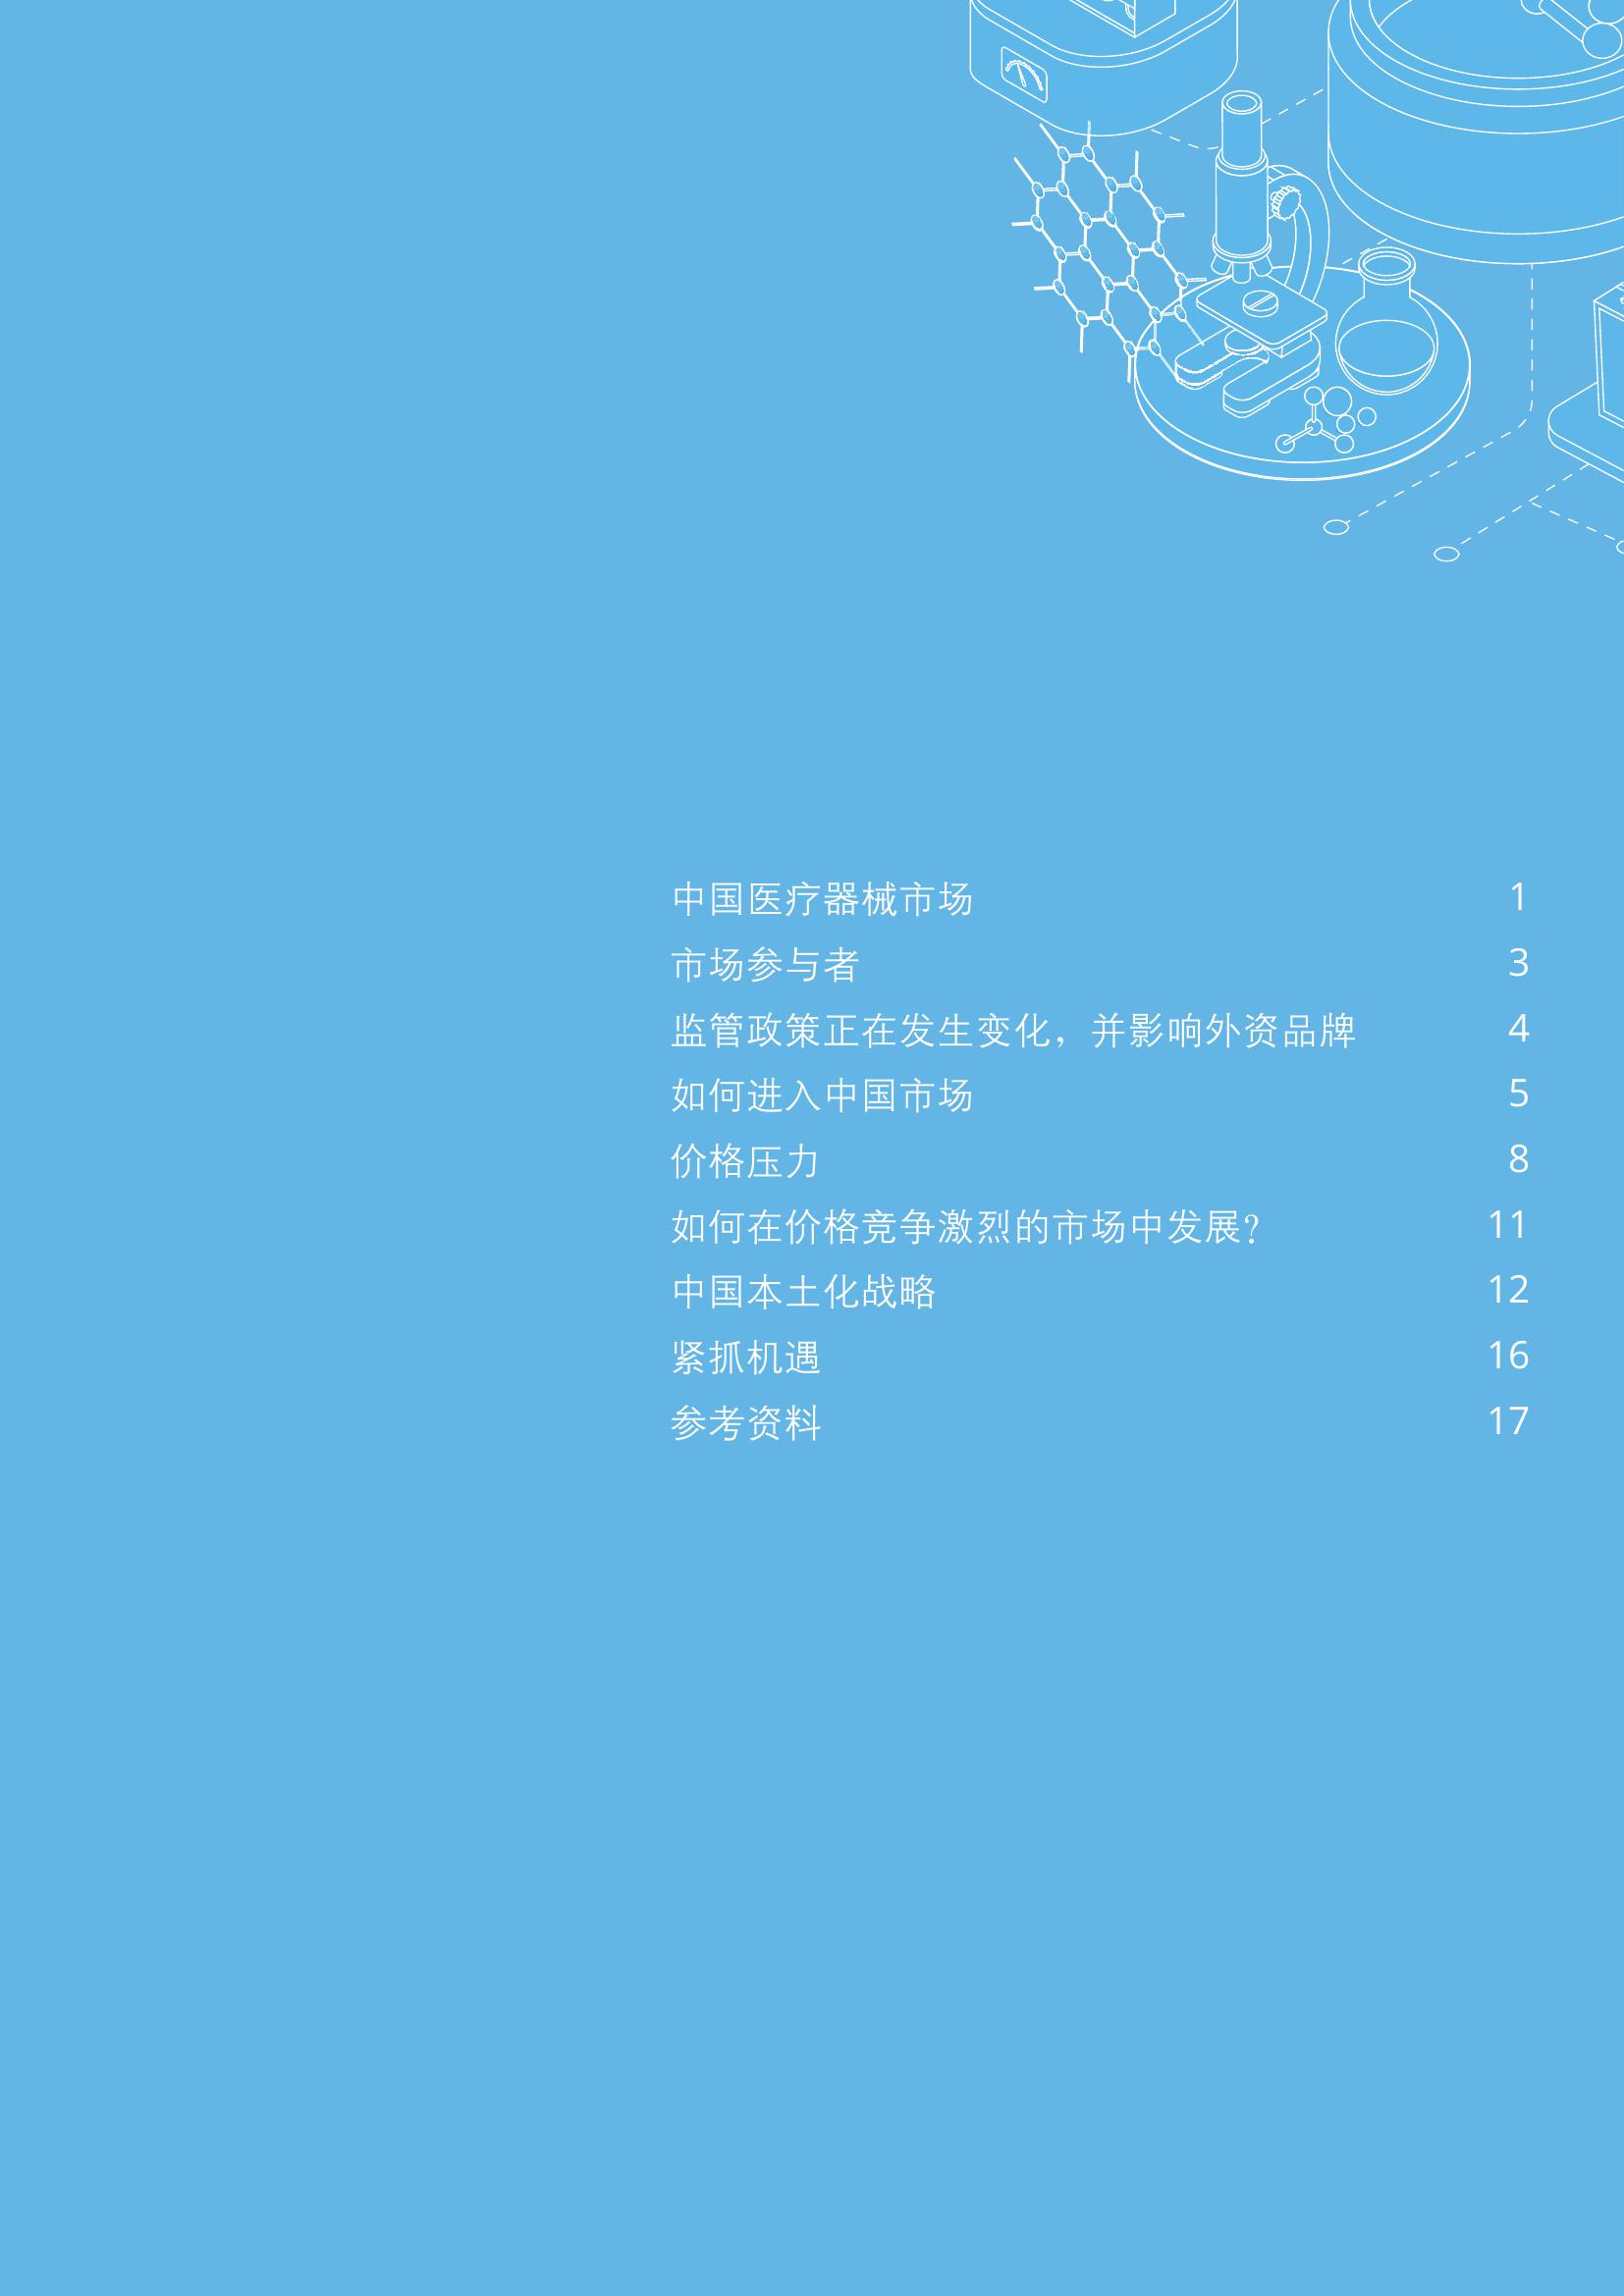 中国医疗器械市场 1
市场参与者 3
监管政策正在发生变化，并影响外资品牌 4
如何进入中国市场 5
价格压力 8
如何在价格竞争激烈的市场中发展？ 11
中国本土化战略 12
紧抓机遇 16
参考资料 17